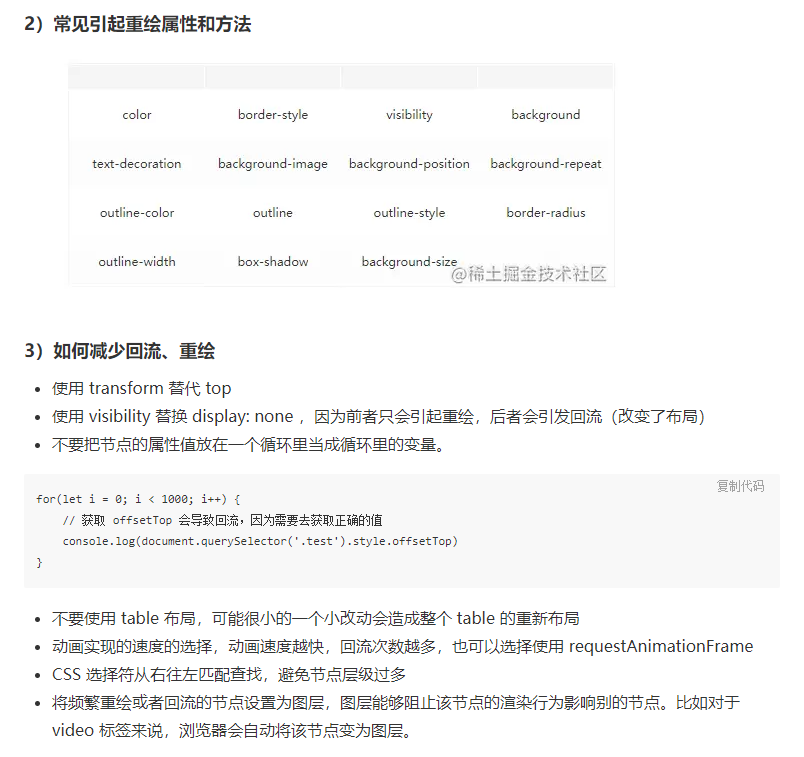 2）常见引起重绘属性和方法
color border-style visibility background
text-decoration background-image background-position background-repeat
outline-color outline outline-style border-radius
outline-width box-shadow background-size
@稀土掘金技术社区
3）如何减少回流、重绘
• 使用 transform 替代 top
• 使用 visibility 替换 display: none ，因为前者只会引起重绘，后者会引发回流（改变了布局）
• 不要把节点的属性值放在一个循环里当成循环里的变量。
复制代码
for(let i = 0; i < 1000; i++) {
    // 获取 offsetTop 会导致回流，因为需要去获取正确的值
    console.log(document.querySelector('.test').style.offsetTop)
}
• 不要使用 table 布局，可能很小的一个小改动会造成整个 table 的重新布局
• 动画实现的速度的选择，动画速度越快，回流次数越多，也可以选择使用 requestAnimationFrame
• CSS 选择符从右往左匹配查找，避免节点层级过多
• 将频繁重绘或者回流的节点设置为图层，图层能够阻止该节点的渲染行为影响别的节点。比如对于
video 标签来说，浏览器会自动将该节点变为图层。